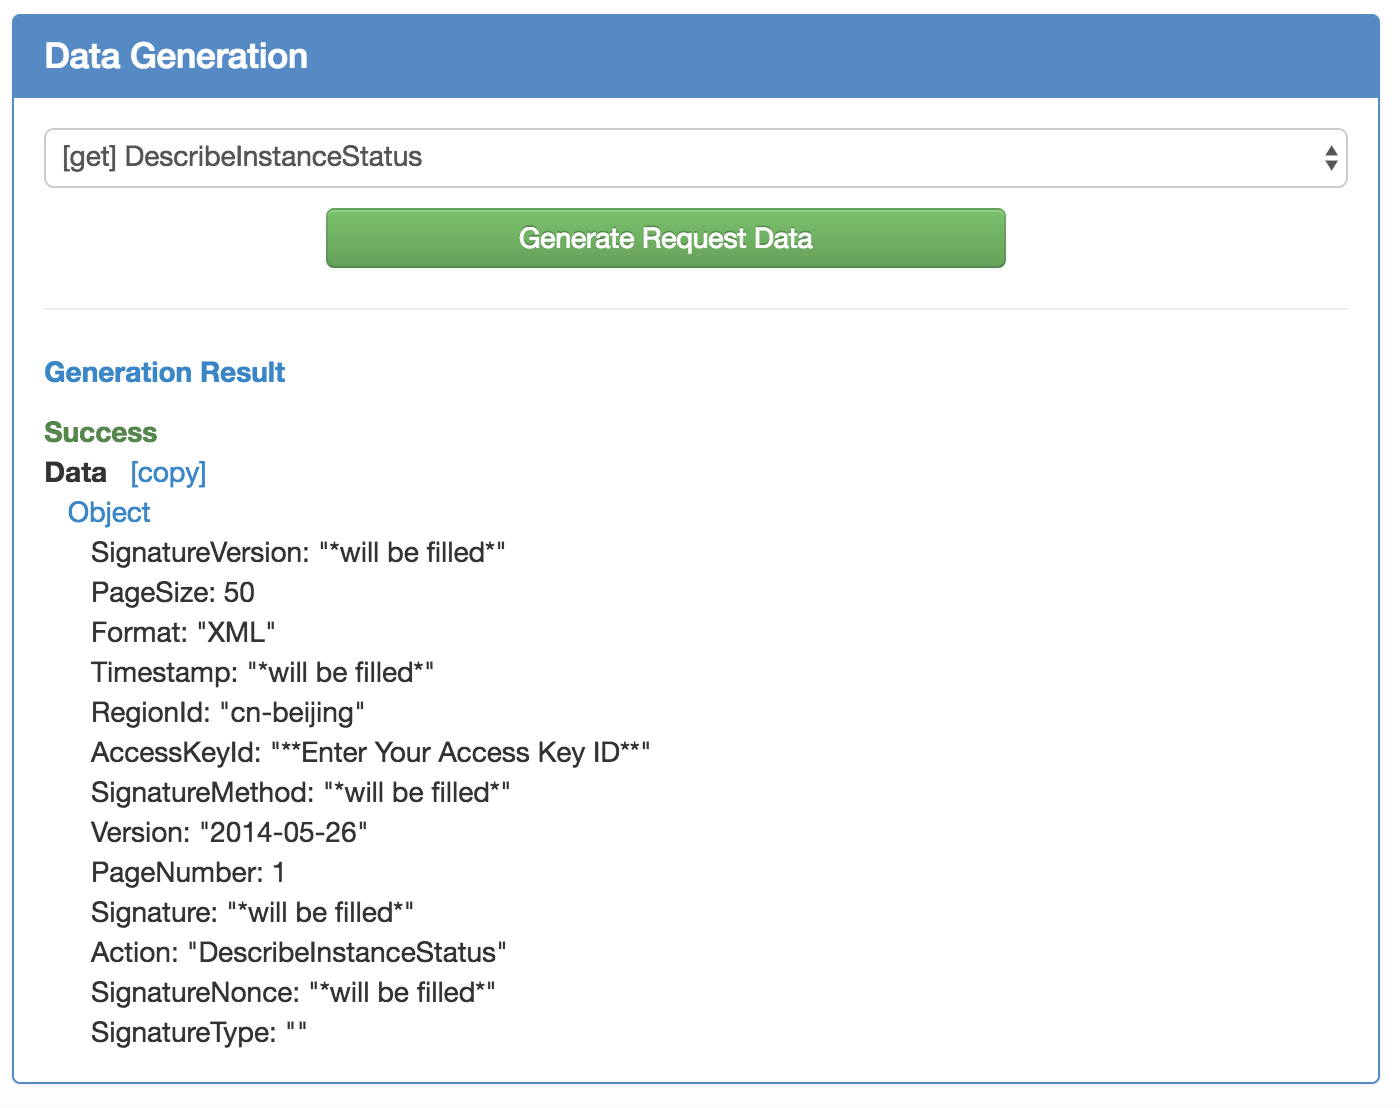 Data Generation
[get] DescribeInstanceStatus
Generate Request Data
Generation Result
Success
Data [copy]
Object
SignatureVersion: "*will be filled*"
PageSize: 50
Format: "XML"
Timestamp: "*will be filled*"
RegionId: "cn-beijing"
AccessKeyId: "**Enter Your Access Key ID**"
SignatureMethod: "*will be filled*"
Version: "2014-05-26"
PageNumber: 1
Signature: "*will be filled*"
Action: "DescribeInstanceStatus"
SignatureNonce: "*will be filled*"
SignatureType: ""